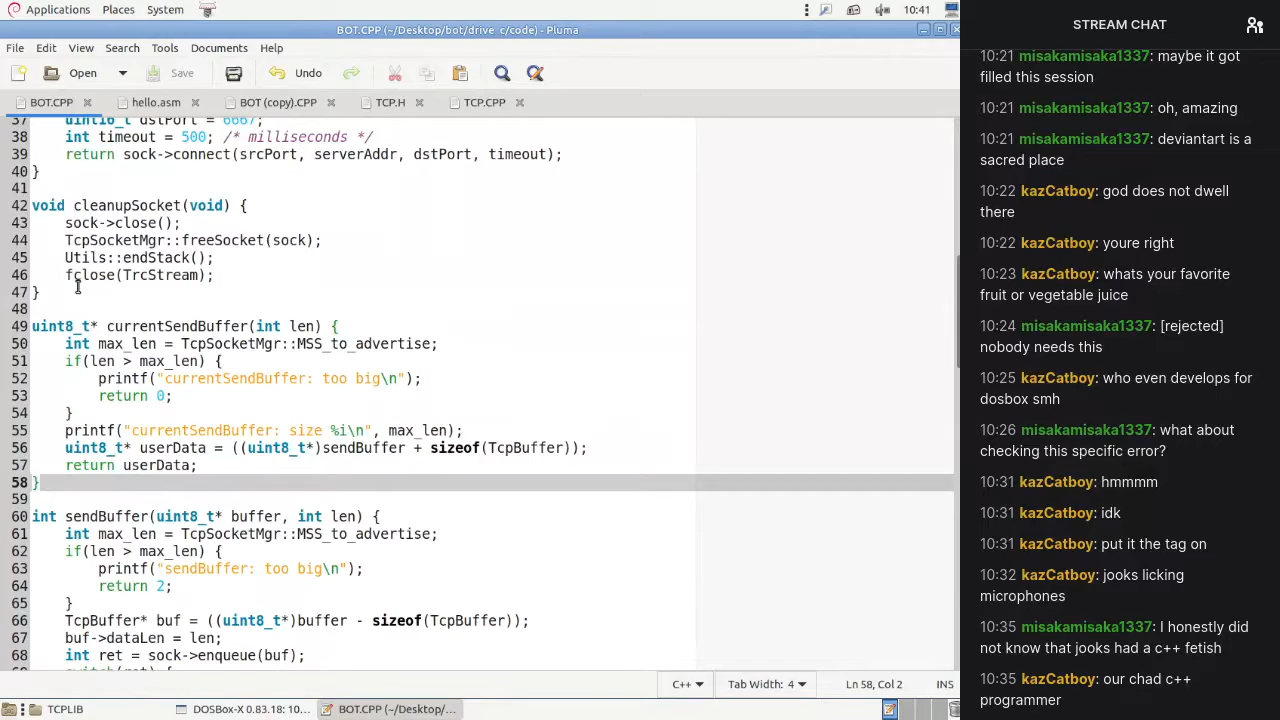 Applications Places System 10:41
BOT.CPP (~/Desktop/bot/drive_c/code) - Pluma
File Edit View Search Tools Documents Help
Open Save Undo
BOT.CPP hello.asm BOT (copy).CPP TCP.H TCP.CPP
37 uint16_t dstPort = 6667;
38 int timeout = 500; /* milliseconds */
39 return sock->connect(srcPort, serverAddr, dstPort, timeout);
40 }
41
42 void cleanupSocket(void) {
43 sock->close();
44 TcpSocketMgr::freeSocket(sock);
45 Utils::endStack();
46 fclose(TrcStream);
47 }
48
49 uint8_t* currentSendBuffer(int len) {
50 int max_len = TcpSocketMgr::MSS_to_advertise;
51 if(len > max_len) {
52 printf("currentSendBuffer: too big\n");
53 return 0;
54 }
55 printf("currentSendBuffer: size %i\n", max_len);
56 uint8_t* userData = ((uint8_t*)sendBuffer + sizeof(TcpBuffer));
57 return userData;
58 }
59
60 int sendBuffer(uint8_t* buffer, int len) {
61 int max_len = TcpSocketMgr::MSS_to_advertise;
62 if(len > max_len) {
63 printf("sendBuffer: too big\n");
64 return 2;
65 }
66 TcpBuffer* buf = ((uint8_t*)buffer - sizeof(TcpBuffer));
67 buf->dataLen = len;
68 int ret = sock->enqueue(buf);
69 switch(ret) {
C++ Tab Width: 4 Ln 58, Col 2 INS
TCPLIB DOSBox-X 0.83.18: 10... BOT.CPP (~/Desktop/...
STREAM CHAT
10:21 misakamisaka1337: maybe it got
filled this session
10:21 misakamisaka1337: oh, amazing
10:21 misakamisaka1337: deviantart is a
sacred place
10:22 kazCatboy: god does not dwell
there
10:22 kazCatboy: youre right
10:23 kazCatboy: whats your favorite
fruit or vegetable juice
10:24 misakamisaka1337: [rejected]
nobody needs this
10:25 kazCatboy: who even develops for
dosbox smh
10:26 misakamisaka1337: what about
checking this specific error?
10:31 kazCatboy: hmmmm
10:31 kazCatboy: idk
10:31 kazCatboy: put it the tag on
10:32 kazCatboy: jooks licking
microphones
10:35 misakamisaka1337: I honestly did
not know that jooks had a c++ fetish
10:35 kazCatboy: our chad c++
programmer